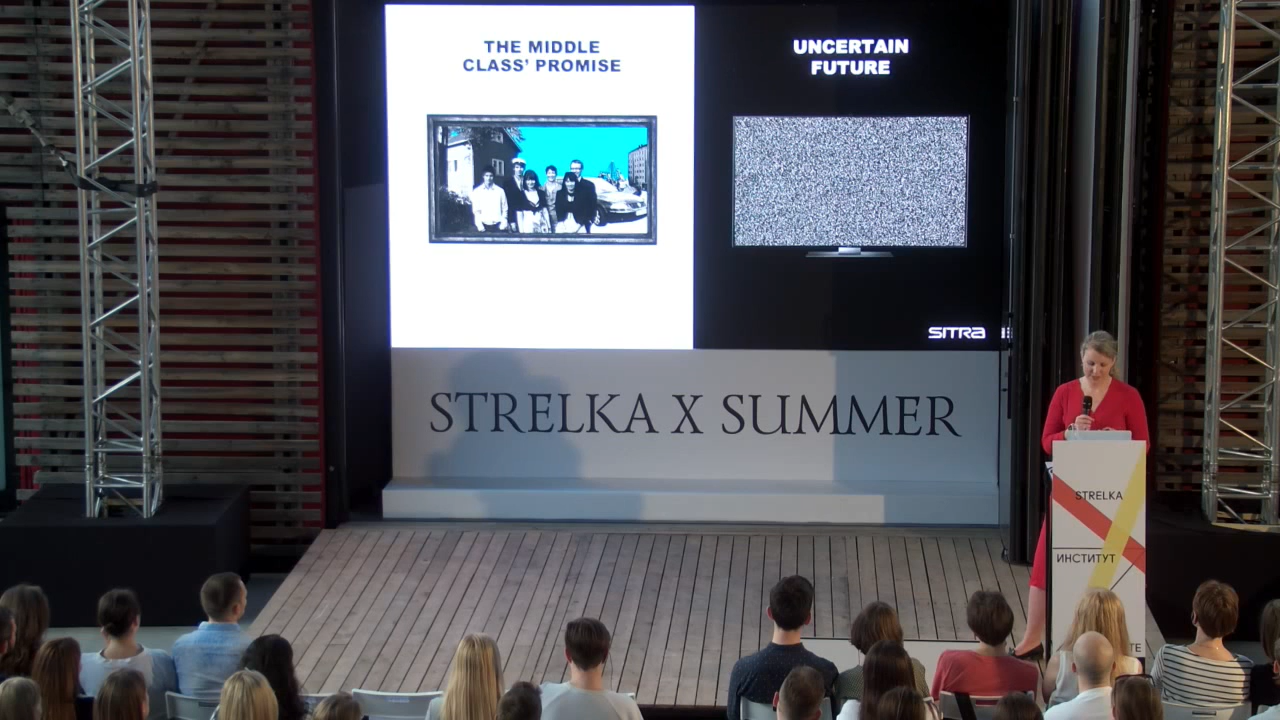 THE MIDDLE
CLASS' PROMISE
UNCERTAIN
FUTURE
SITRA
STRELKA X SUMMER
STRELKA
ИНСТИТУТ